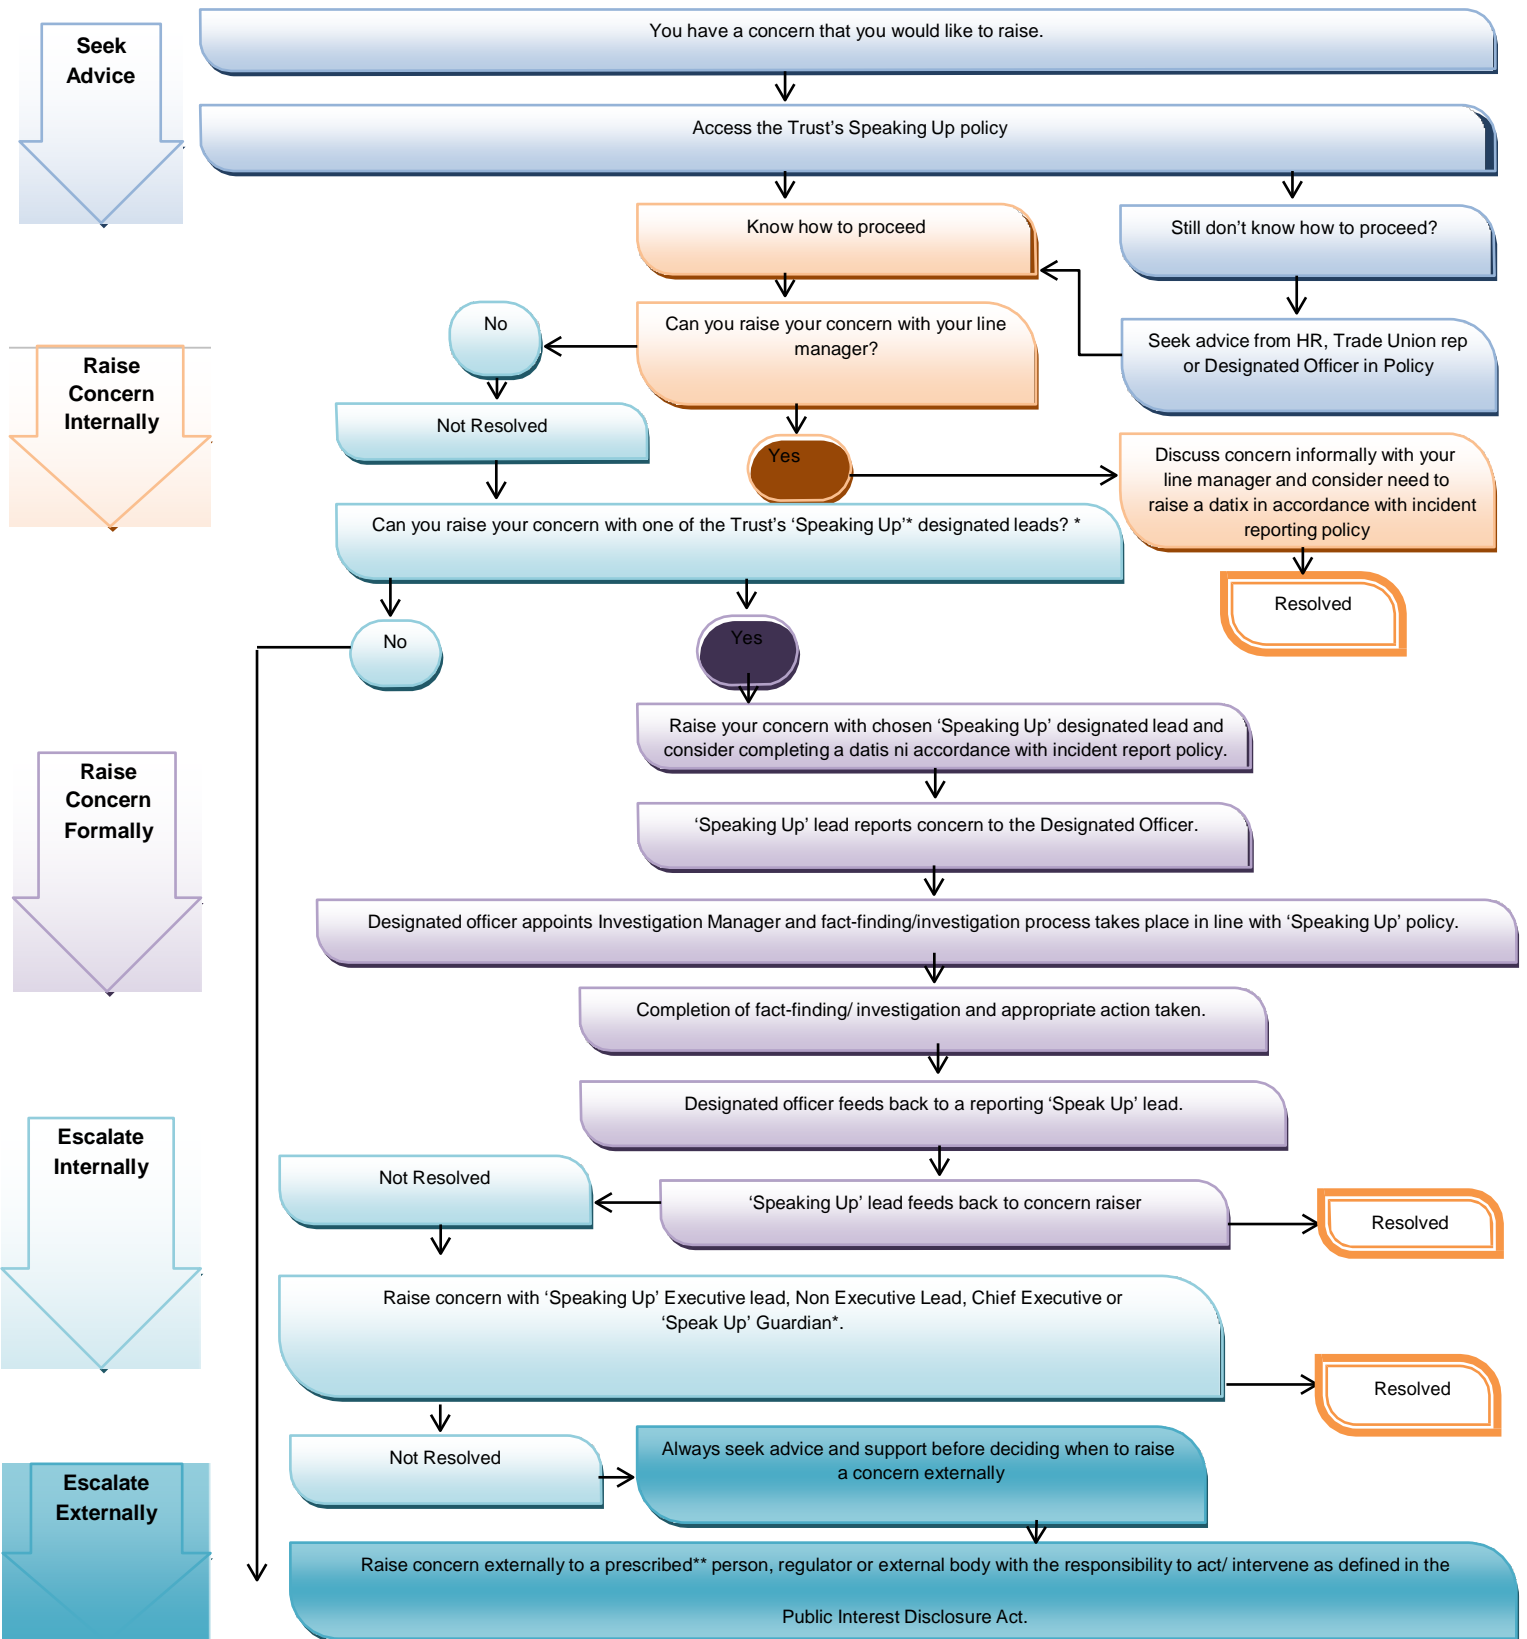 Seek
Advice
You have a concern that you would like to raise.
Access the Trust’s Speaking Up policy
Know how to proceed
Still don’t know how to proceed?
Raise
Concern
Internally
No
Can you raise your concern with your line
manager?
Seek advice from HR, Trade Union rep
or Designated Officer in Policy
Not Resolved
Yes
Discuss concern informally with your
line manager and consider need to
raise a datix in accordance with incident
reporting policy
Can you raise your concern with one of the Trust’s ‘Speaking Up’* designated leads? *
Resolved
No
Yes
Raise
Concern
Formally
Raise your concern with chosen ‘Speaking Up’ designated lead and
consider completing a datis ni accordance with incident report policy.
‘Speaking Up’ lead reports concern to the Designated Officer.
Designated officer appoints Investigation Manager and fact-finding/investigation process takes place in line with ‘Speaking Up’ policy.
Completion of fact-finding/ investigation and appropriate action taken.
Designated officer feeds back to a reporting ‘Speak Up’ lead.
Escalate
Internally
Not Resolved
‘Speaking Up’ lead feeds back to concern raiser
Resolved
Raise concern with ‘Speaking Up’ Executive lead, Non Executive Lead, Chief Executive or
‘Speak Up’ Guardian*.
Resolved
Escalate
Externally
Not Resolved
Always seek advice and support before deciding when to raise
a concern externally
Raise concern externally to a prescribed** person, regulator or external body with the responsibility to act/ intervene as defined in the
Public Interest Disclosure Act.